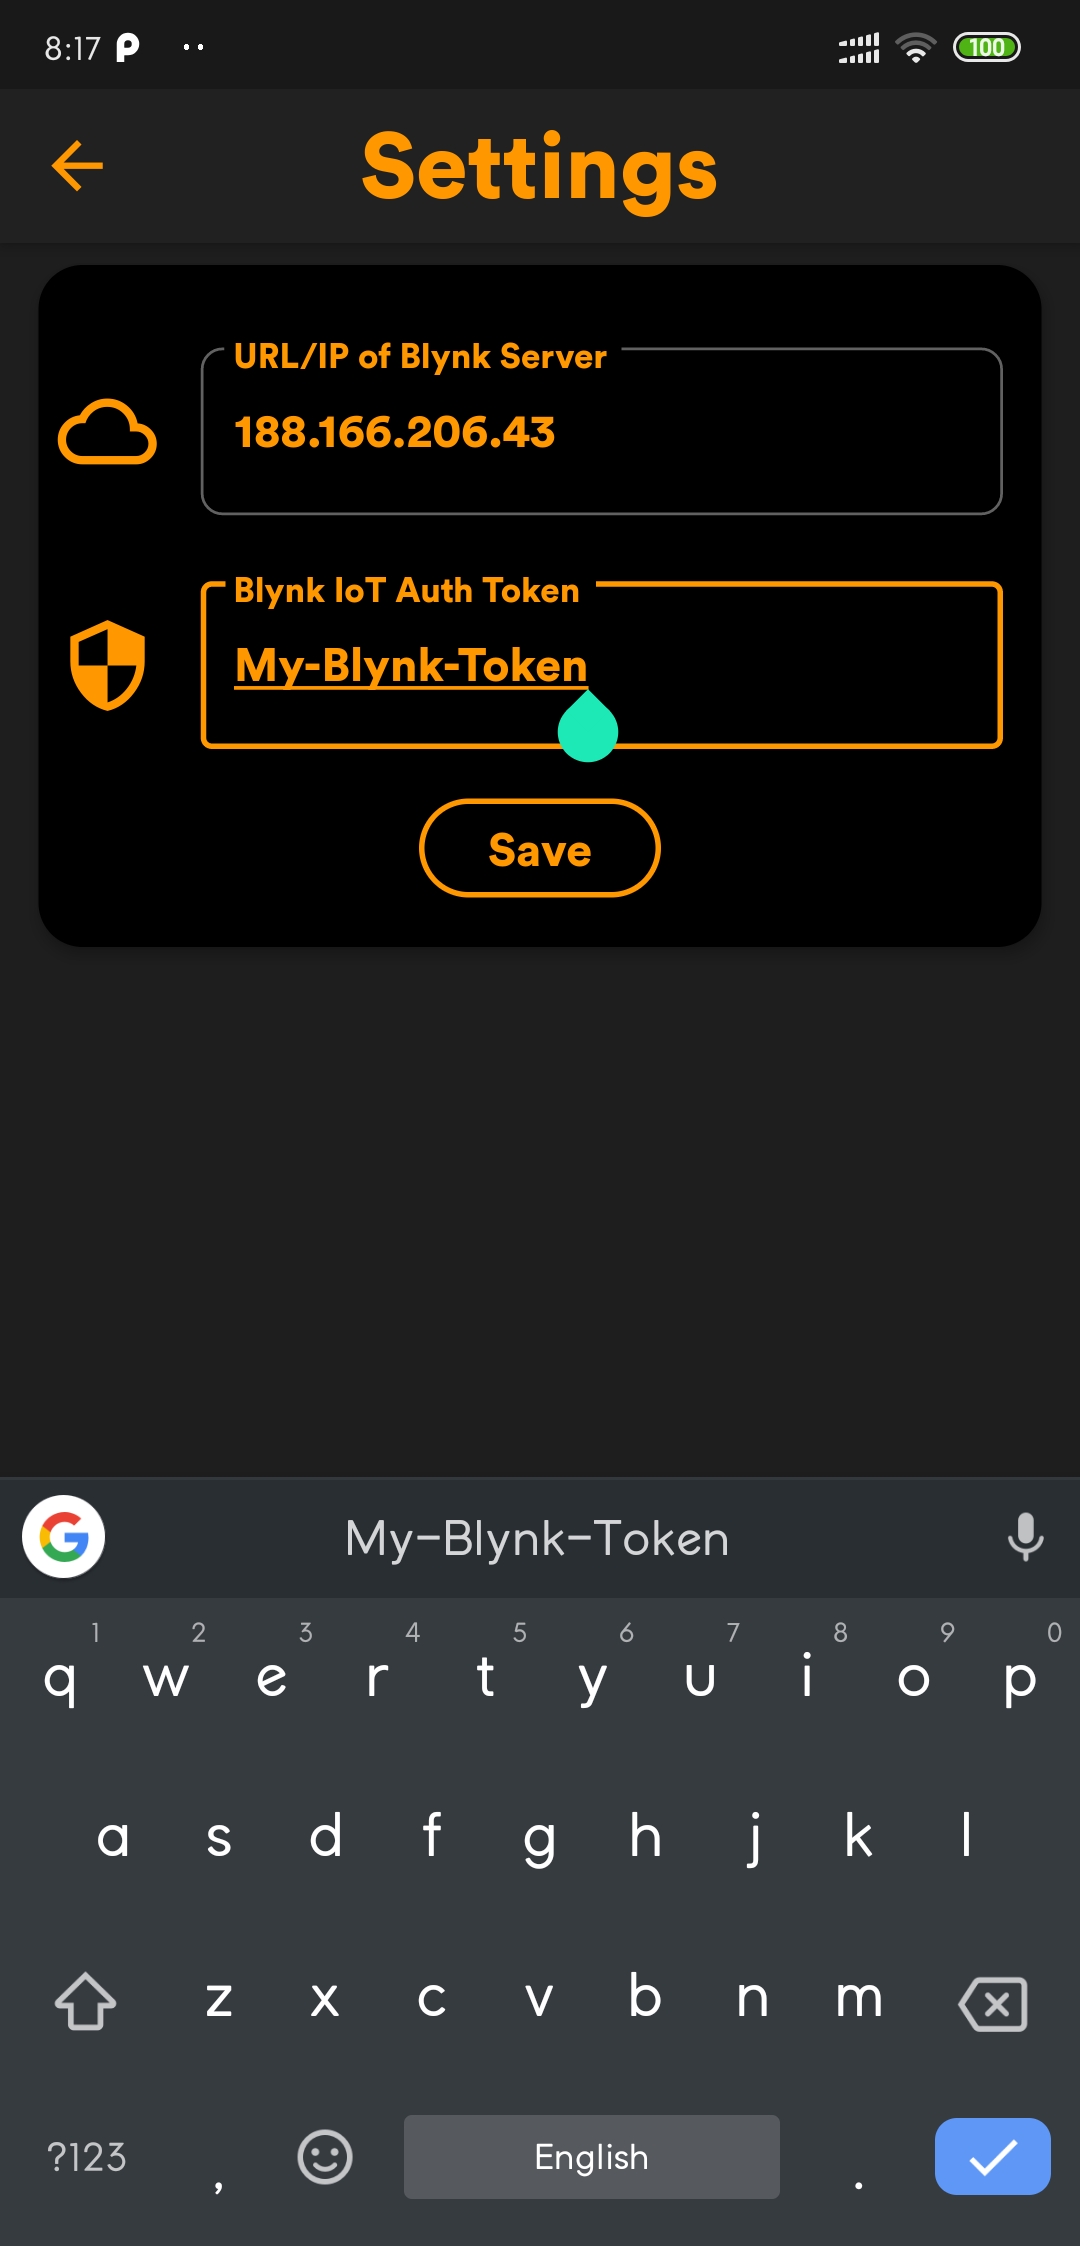 8:17
100
Settings
URL/IP of Blynk Server
188.166.206.43
Blynk IoT Auth Token
My-Blynk-Token
Save
My-Blynk-Token
1 2 3 4 5 6 7 8 9 0
q w e r t y u i o p
a s d f g h j k l
z x c v b n m
?123 , English .